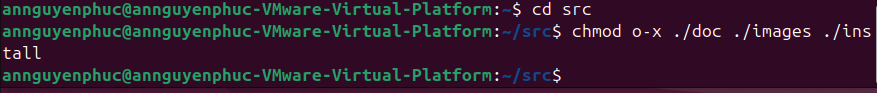 annguyenphuc@annguyenphuc-VMware-Virtual-Platform:~$ cd src
annguyenphuc@annguyenphuc-VMware-Virtual-Platform:~/src$ chmod o-x ./doc ./images ./ins
tall
annguyenphuc@annguyenphuc-VMware-Virtual-Platform:~/src$